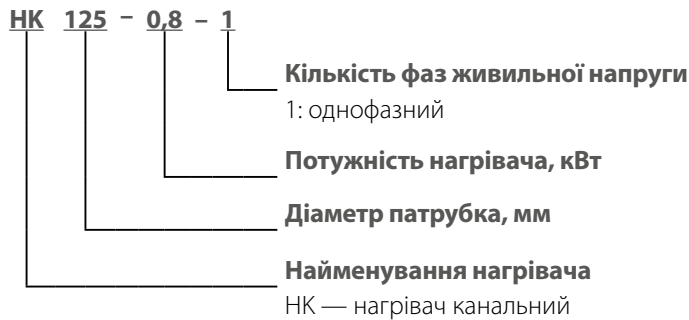 НК 125 – 0,8 – 1
Кількість фаз живильної напруги
1: однофазний
Потужність нагрівача, кВт
Діаметр патрубка, мм
Найменування нагрівача
НК — нагрівач канальний